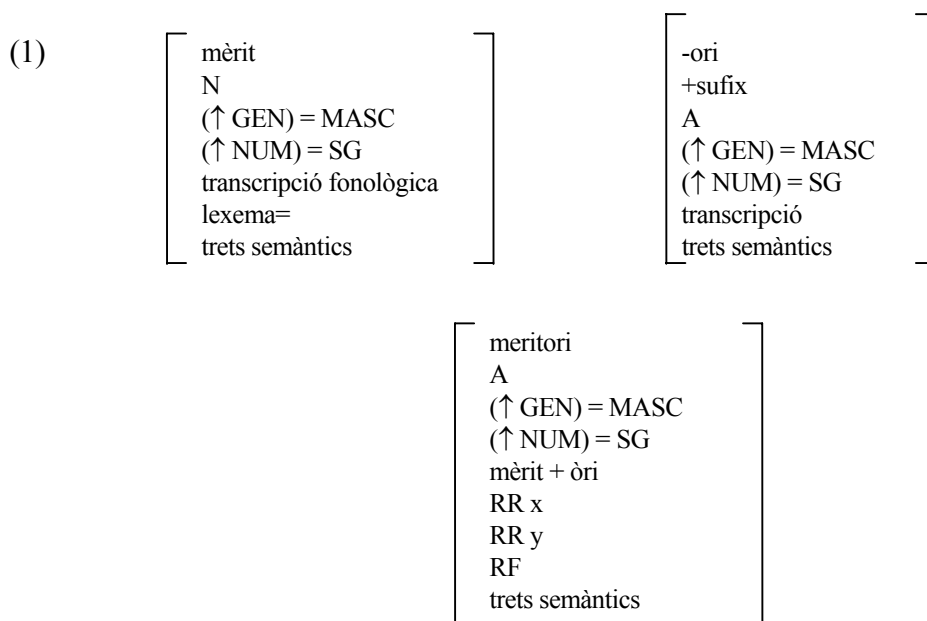 (1)
mèrit
N
(↑ GEN) = MASC
(↑ NUM) = SG
transcripció fonològica
lexema=
trets semàntics
-ori
+sufix
A
(↑ GEN) = MASC
(↑ NUM) = SG
transcripció
trets semàntics
meritori
A
(↑ GEN) = MASC
(↑ NUM) = SG
mèrit + òri
RR x
RR y
RF
trets semàntics